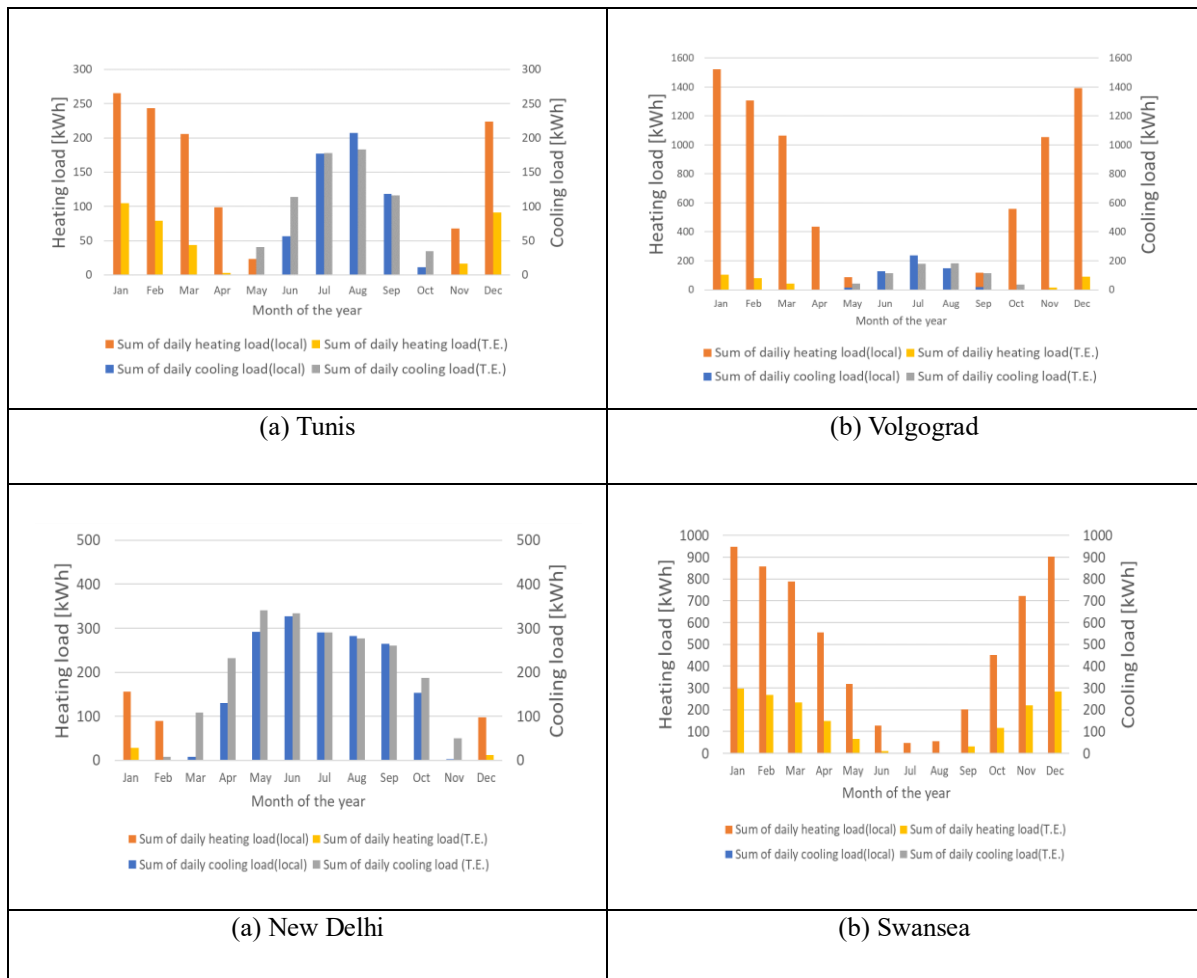 300
250
200
150
100
50
0
Heating load [kWh]
300
250
200
150
100
50
0
Cooling load [kWh]
Jan Feb Mar Apr May Jun Jul Aug Sep Oct Nov Dec
Month of the year
Sum of daily heating load(local) Sum of daily heating load(T.E.)
Sum of daily cooling load(local) Sum of daily cooling load(T.E.)
(a) Tunis
1600
1400
1200
1000
800
600
400
200
0
Heating load [kWh]
1600
1400
1200
1000
800
600
400
200
0
Cooling load [kWh]
Jan Feb Mar Apr May Jun Jul Aug Sep Oct Nov Dec
Month of the year
Sum of dailiy heating load(local) Sum of dailiy heating load(T.E.)
Sum of dailiy cooling load(local) Sum of dailiy cooling load(T.E.)
(b) Volgograd
500
400
300
200
100
0
Heating load [kWh]
500
400
300
200
100
0
Cooling load [kWh]
Jan Feb Mar Apr May Jun Jul Aug Sep Oct Nov Dec
Month of the year
Sum of daily heating load(local) Sum of daily heating load(T.E.)
Sum of daily cooling load(local) Sum of daily cooling load (T.E.)
(a) New Delhi
1000
900
800
700
600
500
400
300
200
100
0
Heating load [kWh]
1000
900
800
700
600
500
400
300
200
100
0
Cooling load [kWh]
Jan Feb Mar Apr May Jun Jul Aug Sep Oct Nov Dec
Month of the year
Sum of daily heating load(local) Sum of daily heating load(T.E.)
Sum of daily cooling load(local) Sum of daily cooling load(T.E.)
(b) Swansea